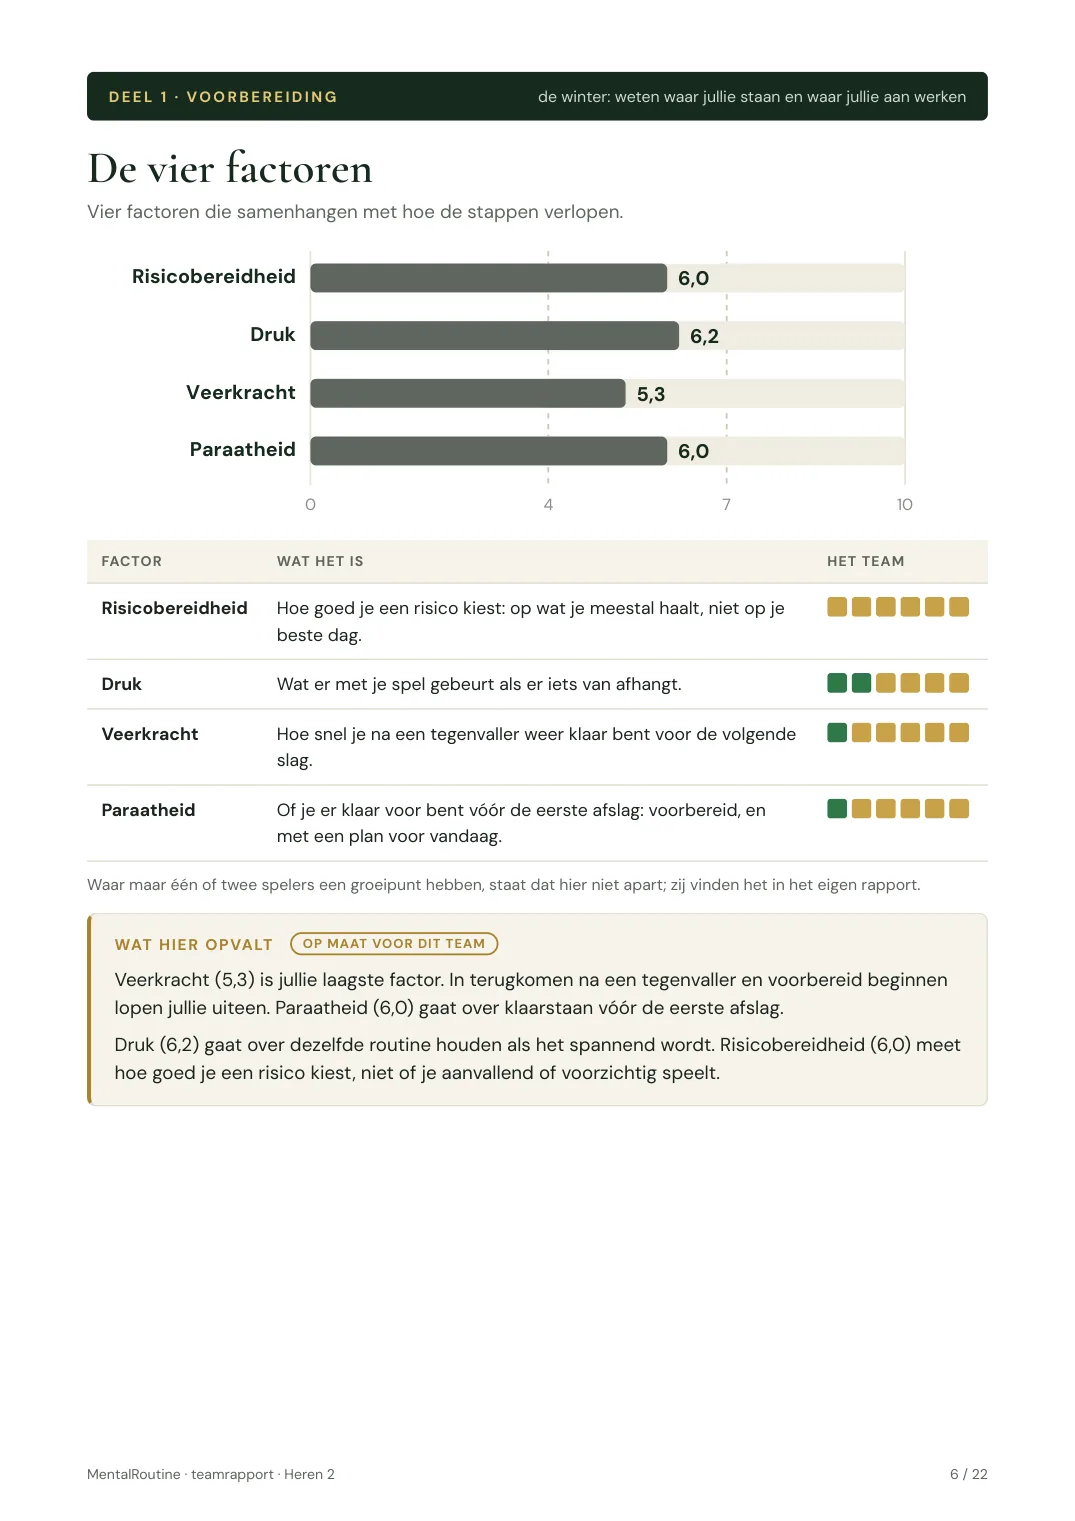 DEEL 1 · VOORBEREIDING
de winter: weten waar jullie staan en waar jullie aan werken
De vier factoren
Vier factoren die samenhangen met hoe de stappen verlopen.
Risicobereidheid 6,0
Druk 6,2
Veerkracht 5,3
Paraatheid 6,0
0 4 7 10
FACTOR WAT HET IS HET TEAM
Risicobereidheid Hoe goed je een risico kiest: op wat je meestal haalt, niet op je
beste dag.
Druk Wat er met je spel gebeurt als er iets van afhangt.
Veerkracht Hoe snel je na een tegenvaller weer klaar bent voor de volgende
slag.
Paraatheid Of je er klaar voor bent vóór de eerste afslag: voorbereid, en
met een plan voor vandaag.
Waar maar één of twee spelers een groeipunt hebben, staat dat hier niet apart; zij vinden het in het eigen rapport.
WAT HIER OPVALT OP MAAT VOOR DIT TEAM
Veerkracht (5,3) is jullie laagste factor. In terugkomen na een tegenvaller en voorbereid beginnen
lopen jullie uiteen. Paraatheid (6,0) gaat over klaarstaan vóór de eerste afslag.
Druk (6,2) gaat over dezelfde routine houden als het spannend wordt. Risicobereidheid (6,0) meet
hoe goed je een risico kiest, niet of je aanvallend of voorzichtig speelt.
MentalRoutine · teamrapport · Heren 2
6 / 22